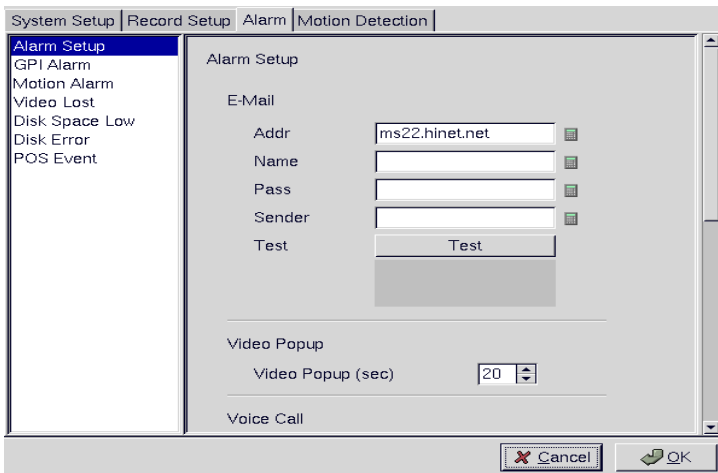 System Setup Record Setup Alarm Motion Detection
Alarm Setup
GPI Alarm
Motion Alarm
Video Lost
Disk Space Low
Disk Error
POS Event
Alarm Setup
E-Mail
Addr ms22.hinet.net
Name
Pass
Sender
Test Test
Video Popup
Video Popup (sec) 20
Voice Call
Cancel OK